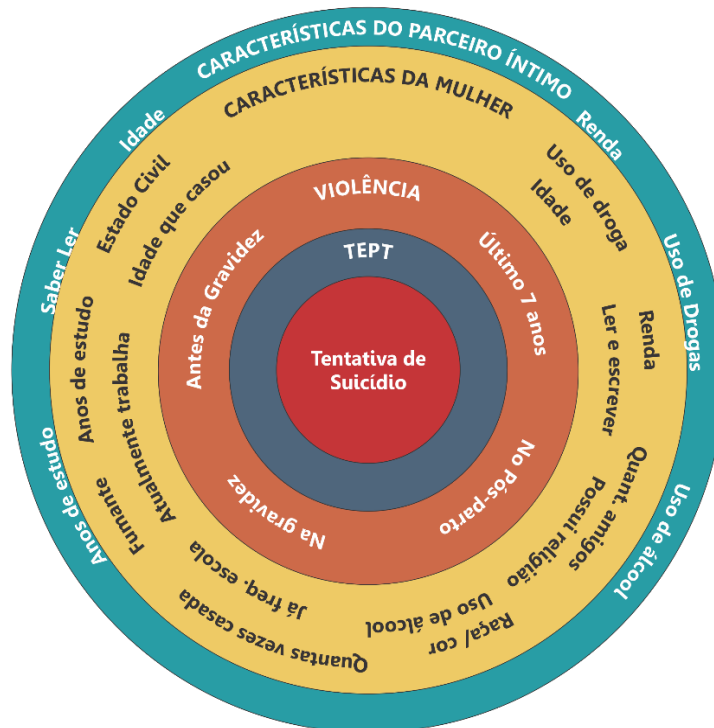 CARACTERÍSTICAS DO PARCEIRO ÍNTIMO
Idade
Renda
Saber Ler
Uso de Drogas
Anos de estudo
Uso de álcool
CARACTERÍSTICAS DA MULHER
Estado Civil
Idade que casou
Uso de droga
Idade
Anos de estudo
Atualmente trabalha
Fumante
Renda
Ler e escrever
Quant. amigos
Possui religião
Já freq. escola
Quantas vezes casada
Uso de álcool
Raça/ cor
VIOLÊNCIA
Antes da Gravidez
Último 7 anos
Na gravidez
No Pós-parto
TEPT
Tentativa de
Suicídio